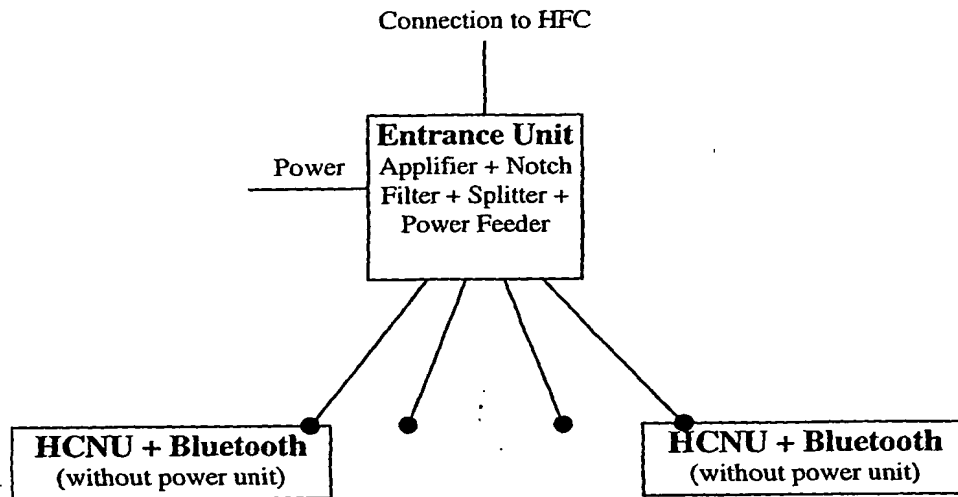 Connection to HFC
Entrance Unit
Power
Applifier + Notch
Filter + Splitter +
Power Feeder
HCNU + Bluetooth
(without power unit)
HCNU + Bluetooth
(without power unit)